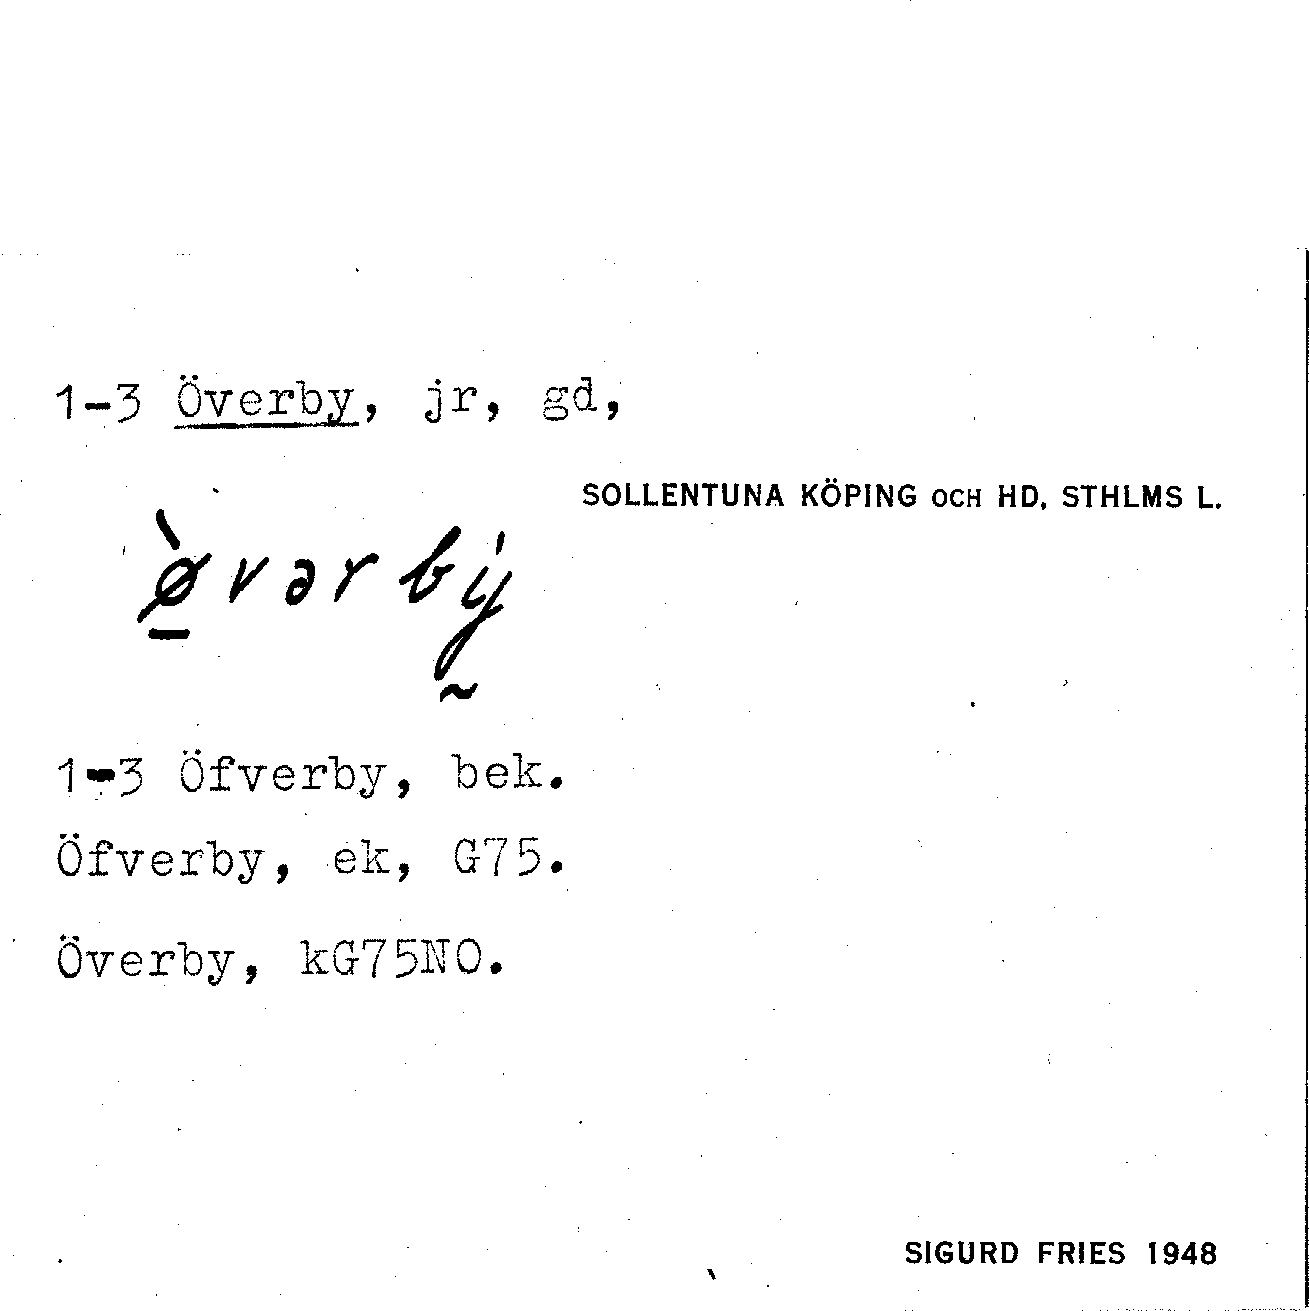 1-3 Överby, jr, gd,
SOLLENTUNA KÖPING OCH HD, STHLMS L.
ø̱̀vərbẏ̰
1-3 Öfverby, bek.
Öfverby, ek, G75.
Överby, kG75NO.
SIGURD FRIES 1948